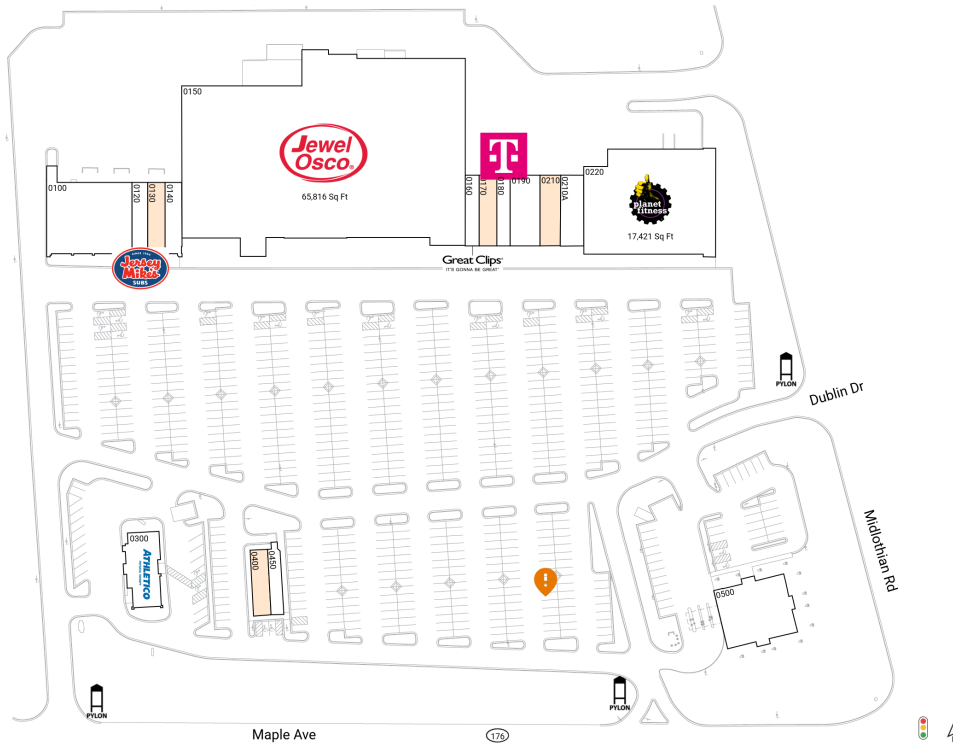 0150
Jewel
Osco
65,816 Sq Ft
T
0100
0120
0130
0140
0160
0170
0180
0190
0210
0210A
0220
planet
fitness
17,421 Sq Ft
SINCE 1956
Jersey
Mike's
SUBS
Great Clips
IT'S GONNA BE GREAT
PYLON
Dublin Dr
Midlothian Rd
0300
ATHLETICO
0400
0450
0500
PYLON
PYLON
Maple Ave
176